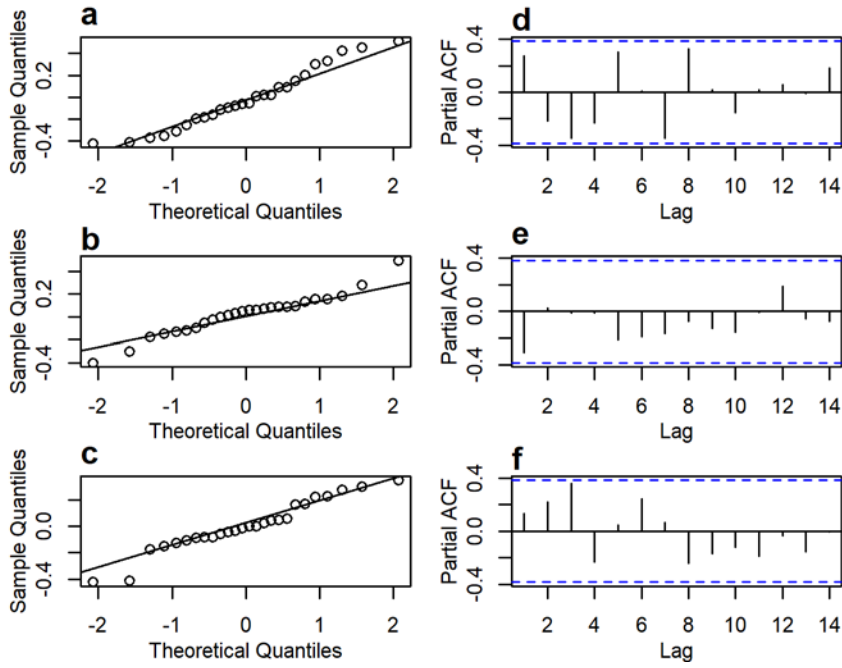 a
Sample Quantiles
-0.4 0.2
-2 -1 0 1 2
Theoretical Quantiles
d
Partial ACF
-0.4 0.0 0.4
2 4 6 8 10 12 14
Lag
b
Sample Quantiles
-0.4 0.2
-2 -1 0 1 2
Theoretical Quantiles
e
Partial ACF
-0.4 0.0 0.4
2 4 6 8 10 12 14
Lag
c
Sample Quantiles
-0.4 0.0
-2 -1 0 1 2
Theoretical Quantiles
f
Partial ACF
-0.4 0.0 0.4
2 4 6 8 10 12 14
Lag